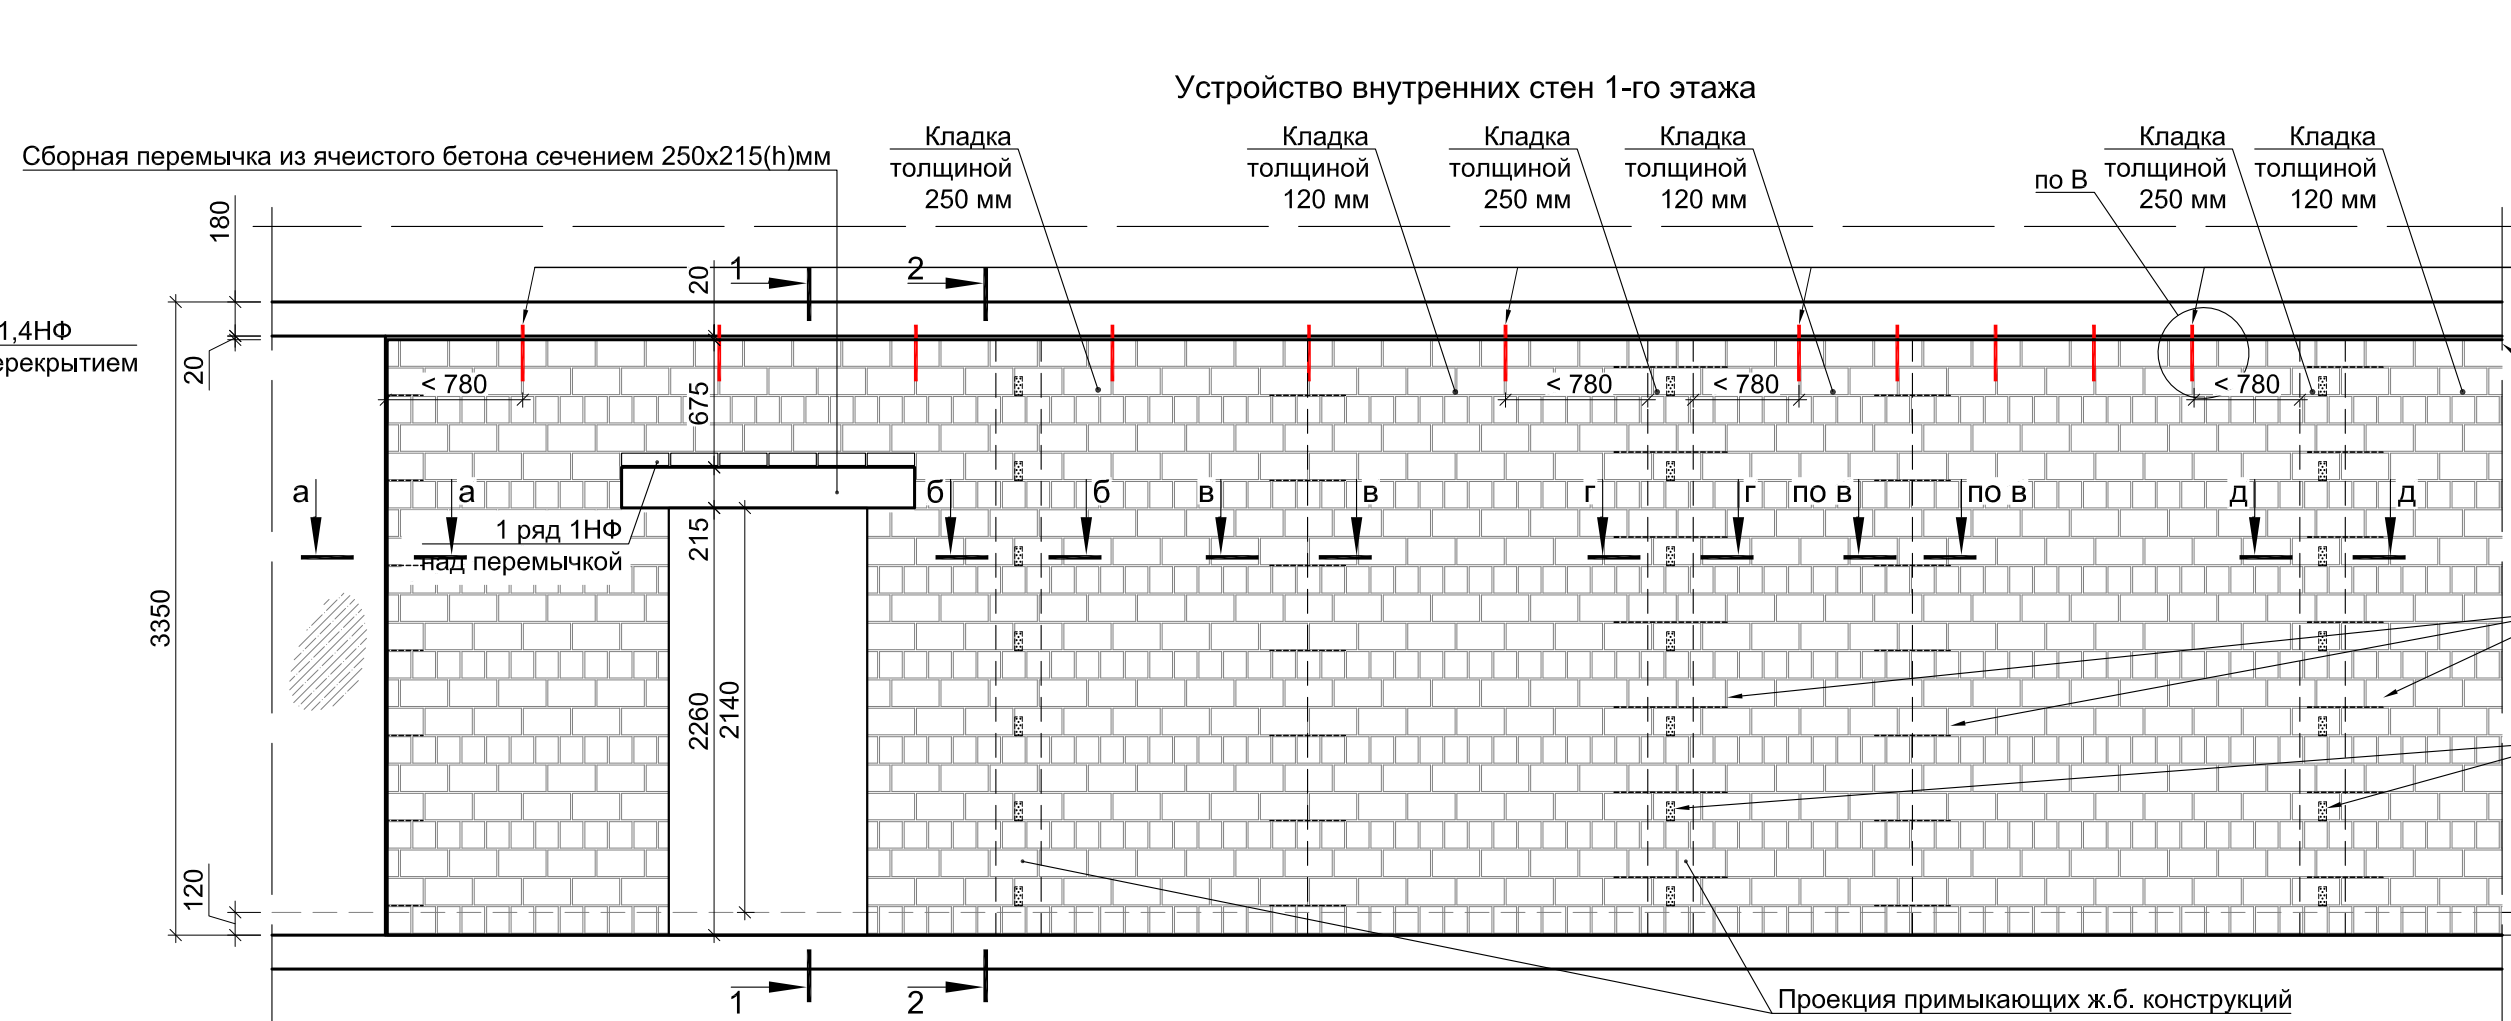 Устройство внутренних стен 1-го этажа
Сборная перемычка из ячеистого бетона сечением 250х215(h)мм
Кладка
толщиной
250 мм
Кладка
толщиной
120 мм
Кладка
толщиной
250 мм
Кладка
толщиной
120 мм
по В
Кладка
толщиной
250 мм
Кладка
толщиной
120 мм
180
20
1
2
1,4НФ
ерекрытием
20
< 780
675
< 780
< 780
< 780
а
а
б
б
в
в
г
г
по в
по в
д
д
1 ряд 1НФ
над перемычкой
215
3350
2260
2140
120
1
2
Проекция примыкающих ж.б. конструкций